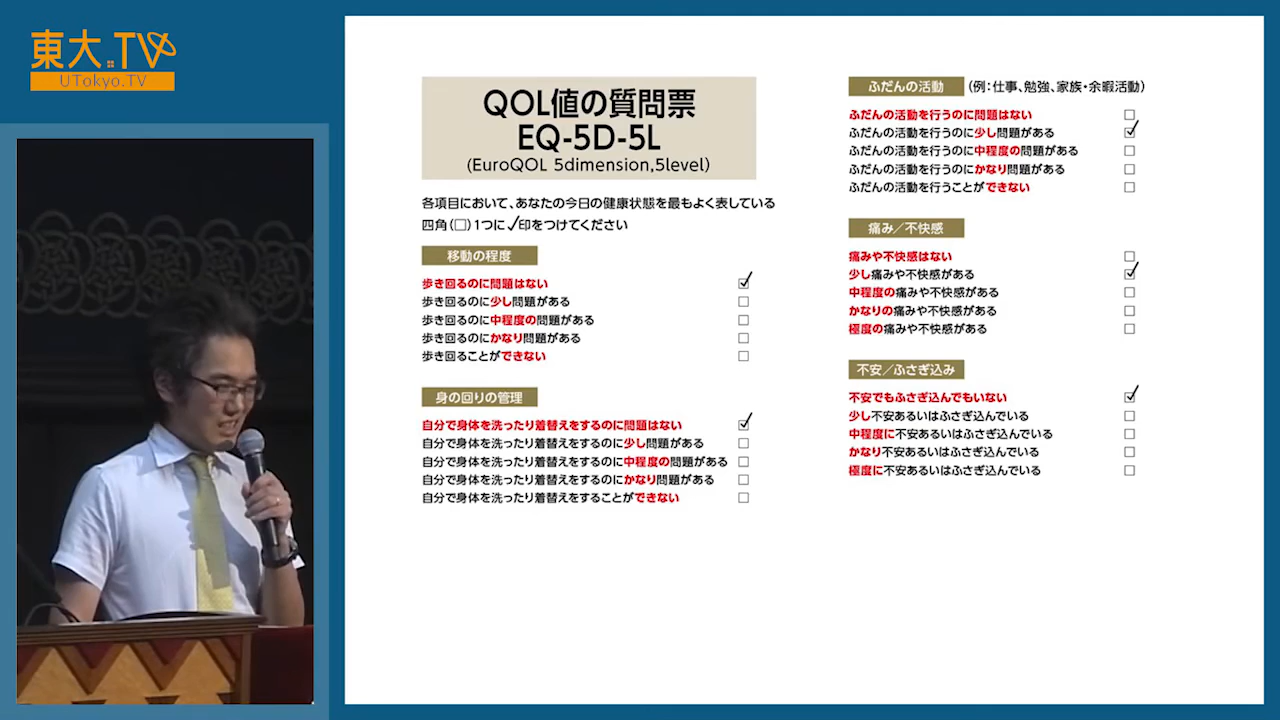 東大TV
UTokyo.TV
QOL値の質問票
EQ-5D-5L
(EuroQOL 5dimension,5level)
各項目において、あなたの今日の健康状態を最もよく表している
四角(□)1つに✓印をつけてください
移動の程度
歩き回るのに問題はない
歩き回るのに少し問題がある
歩き回るのに中程度の問題がある
歩き回るのにかなり問題がある
歩き回ることができない
身の回りの管理
自分で身体を洗ったり着替えをするのに問題はない
自分で身体を洗ったり着替えをするのに少し問題がある
自分で身体を洗ったり着替えをするのに中程度の問題がある
自分で身体を洗ったり着替えをするのにかなり問題がある
自分で身体を洗ったり着替えをすることができない
ふだんの活動 (例:仕事、勉強、家族・余暇活動)
ふだんの活動を行うのに問題はない
ふだんの活動を行うのに少し問題がある
ふだんの活動を行うのに中程度の問題がある
ふだんの活動を行うのにかなり問題がある
ふだんの活動を行うことができない
痛み/不快感
痛みや不快感はない
少し痛みや不快感がある
中程度の痛みや不快感がある
かなりの痛みや不快感がある
極度の痛みや不快感がある
不安/ふさぎ込み
不安でもふさぎ込んでもいない
少し不安あるいはふさぎ込んでいる
中程度に不安あるいはふさぎ込んでいる
かなり不安あるいはふさぎ込んでいる
極度に不安あるいはふさぎ込んでいる